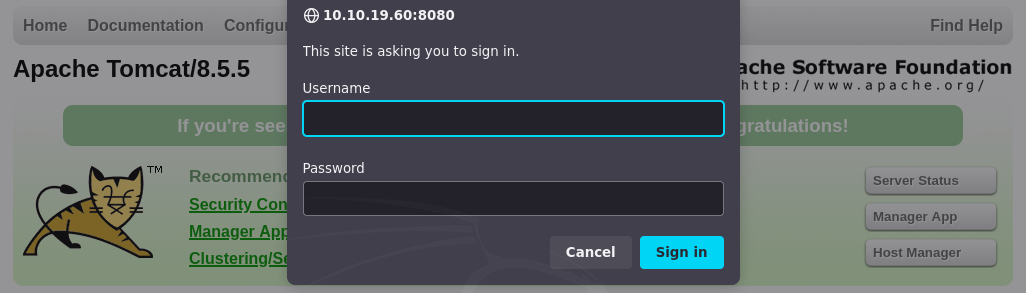 Home Documentation Configu
Find Help
Apache Tomcat/8.5.5
ache Software Foundation
http://www.apache.org/
If you're see
gratulations!
TM
Recommen
Security Con
Manager App
Clustering/Se
Server Status
Manager App
Host Manager
10.10.19.60:8080
This site is asking you to sign in.
Username
Password
Cancel Sign in